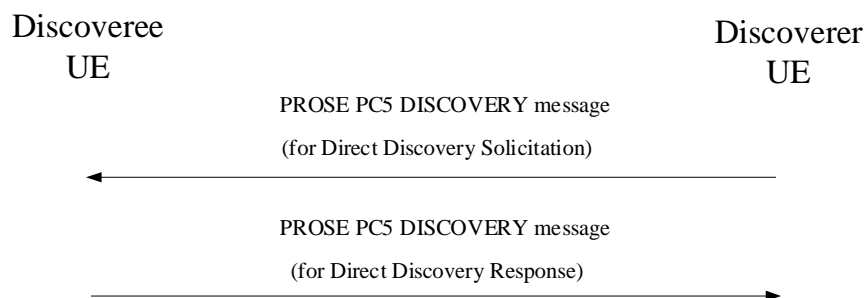 Discoveree
UE
Discoverer
UE
PROSE PC5 DISCOVERY message
(for Direct Discovery Solicitation)
PROSE PC5 DISCOVERY message
(for Direct Discovery Response)